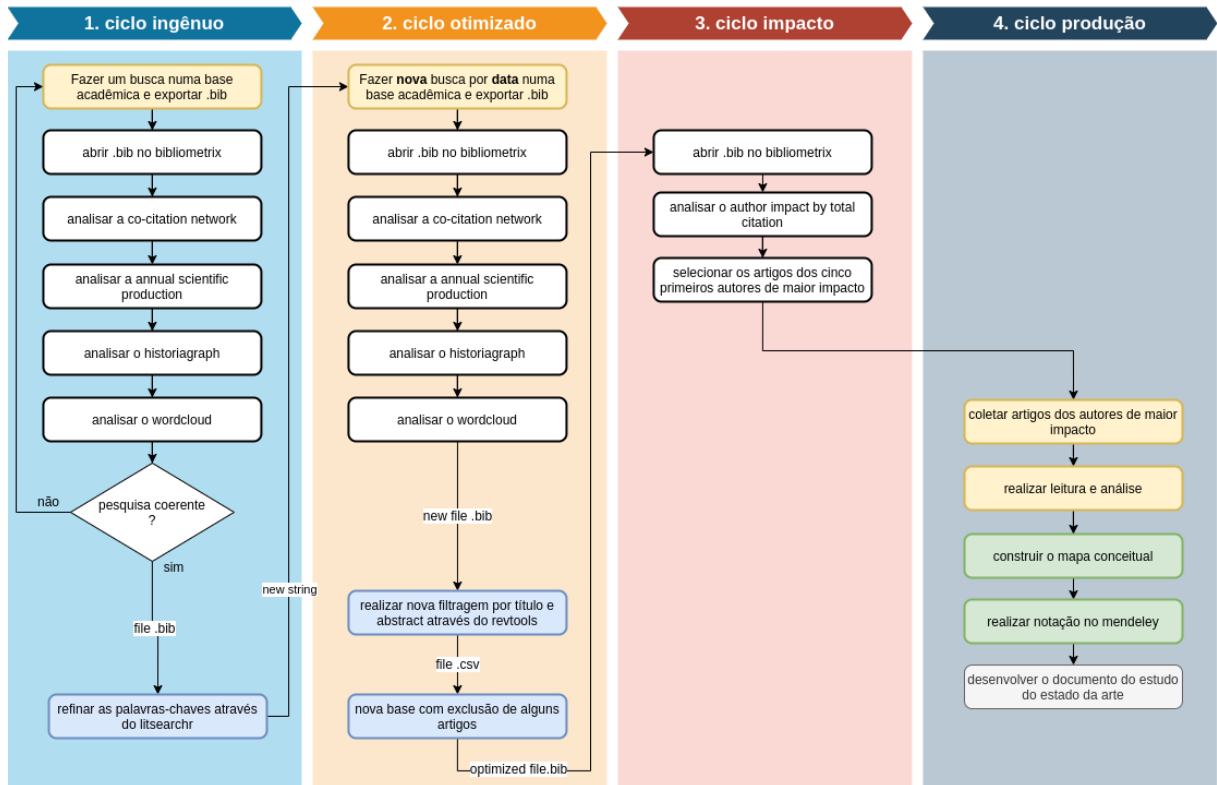 1. ciclo ingênuo
2. ciclo otimizado
3. ciclo impacto
4. ciclo produção
Fazer um busca numa base
acadêmica e exportar .bib
abrir .bib no bibliometrix
analisar a co-citation network
analisar a annual scientific
production
analisar o historiagraph
analisar o wordcloud
pesquisa coerente
?
não
sim
file .bib
refinar as palavras-chaves através
do litsearchr
new string
Fazer nova busca por data numa
base acadêmica e exportar .bib
abrir .bib no bibliometrix
analisar a co-citation network
analisar a annual scientific
production
analisar o historiagraph
analisar o wordcloud
new file .bib
realizar nova filtragem por título e
abstract através do revtools
file .csv
nova base com exclusão de alguns
artigos
optimized file.bib
abrir .bib no bibliometrix
analisar o author impact by total
citation
selecionar os artigos dos cinco
primeiros autores de maior impacto
coletar artigos dos autores de maior
impacto
realizar leitura e análise
construir o mapa conceitual
realizar notação no mendeley
desenvolver o documento do estudo
do estado da arte